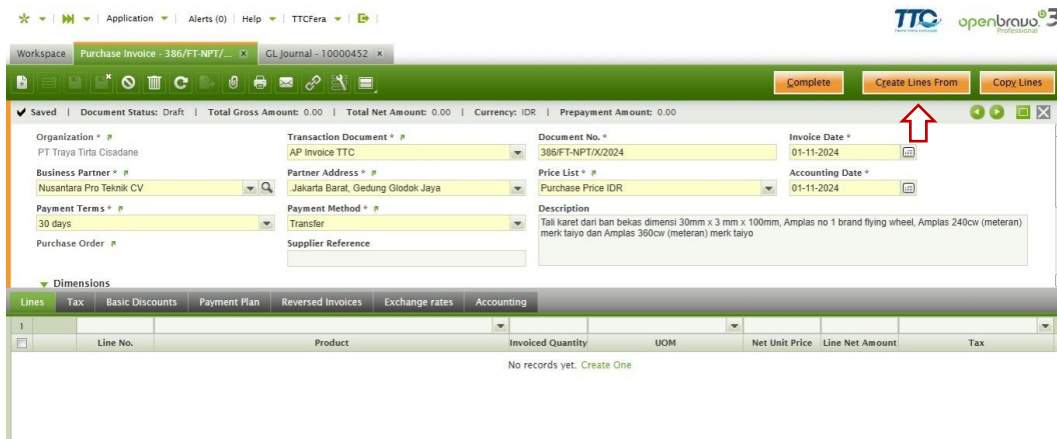 Application Alerts (0) | Help TTCFera
TTC
TIRTA TATA CISADANE
openbravo 3
Professional
Workspace Purchase Invoice - 386/FT-NPT/... x GL Journal - 10000452 x
Complete Create Lines From Copy Lines
Saved | Document Status: Draft | Total Gross Amount: 0.00 | Total Net Amount: 0.00 | Currency: IDR | Prepayment Amount: 0.00
Organization * Transaction Document * Document No. * Invoice Date *
PT Traya Tirta Cisadane AP Invoice TTC 386/FT-NPT/X/2024 01-11-2024
Business Partner * Partner Address * Price List * Accounting Date *
Nusantara Pro Teknik CV .Jakarta Barat, Gedung Glodok Jaya Purchase Price IDR 01-11-2024
Payment Terms * Payment Method * Description
30 days Transfer Tali karet dari ban bekas dimensi 30mm x 3 mm x 100mm, Amplas no 1 brand flying wheel, Amplas 240cw (meteran)
merk taiyo dan Amplas 360cw (meteran) merk taiyo
Purchase Order Supplier Reference
Dimensions
Lines Tax Basic Discounts Payment Plan Reversed Invoices Exchange rates Accounting
1
Line No. Product Invoiced Quantity UOM Net Unit Price Line Net Amount Tax
No records yet. Create One